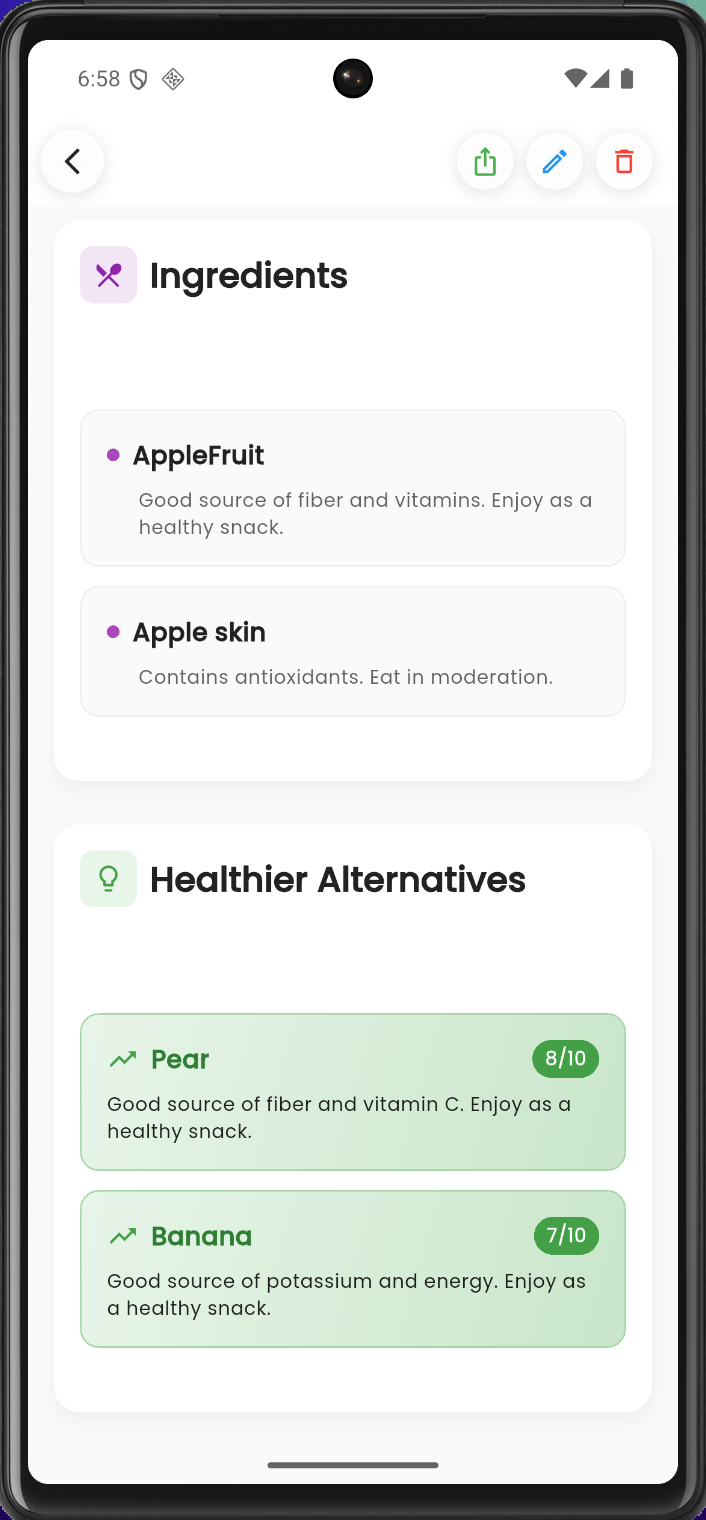 6:58
Ingredients
AppleFruit
Good source of fiber and vitamins. Enjoy as a
healthy snack.
Apple skin
Contains antioxidants. Eat in moderation.
Healthier Alternatives
Pear
8/10
Good source of fiber and vitamin C. Enjoy as a
healthy snack.
Banana
7/10
Good source of potassium and energy. Enjoy as
a healthy snack.